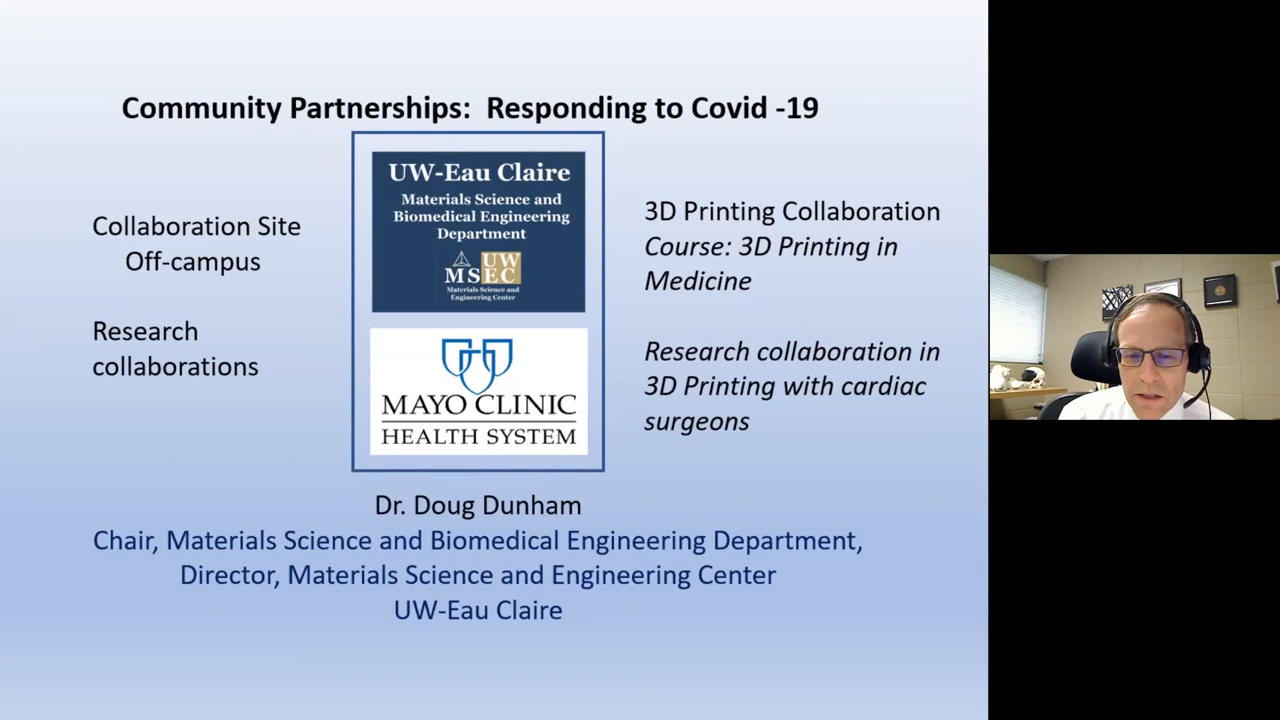 Community Partnerships: Responding to Covid -19
Collaboration Site
Off-campus
Research
collaborations
UW-Eau Claire
Materials Science and
Biomedical Engineering
Department
MSEC UW
Materials Science and
Engineering Center
MAYO CLINIC
HEALTH SYSTEM
3D Printing Collaboration
Course: 3D Printing in
Medicine
Research collaboration in
3D Printing with cardiac
surgeons
Dr. Doug Dunham
Chair, Materials Science and Biomedical Engineering Department,
Director, Materials Science and Engineering Center
UW-Eau Claire